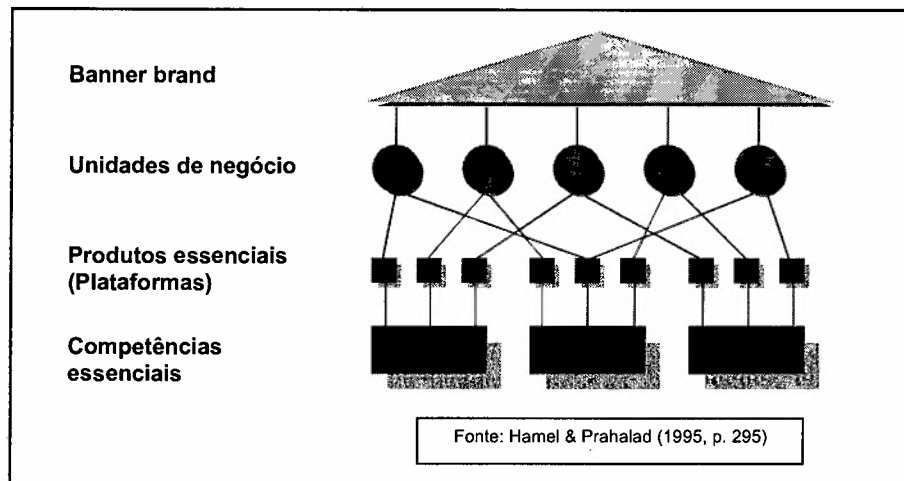 Banner brand
Unidades de negócio
Produtos essenciais
(Plataformas)
Competências
essenciais
Fonte: Hamel & Prahalad (1995, p. 295)